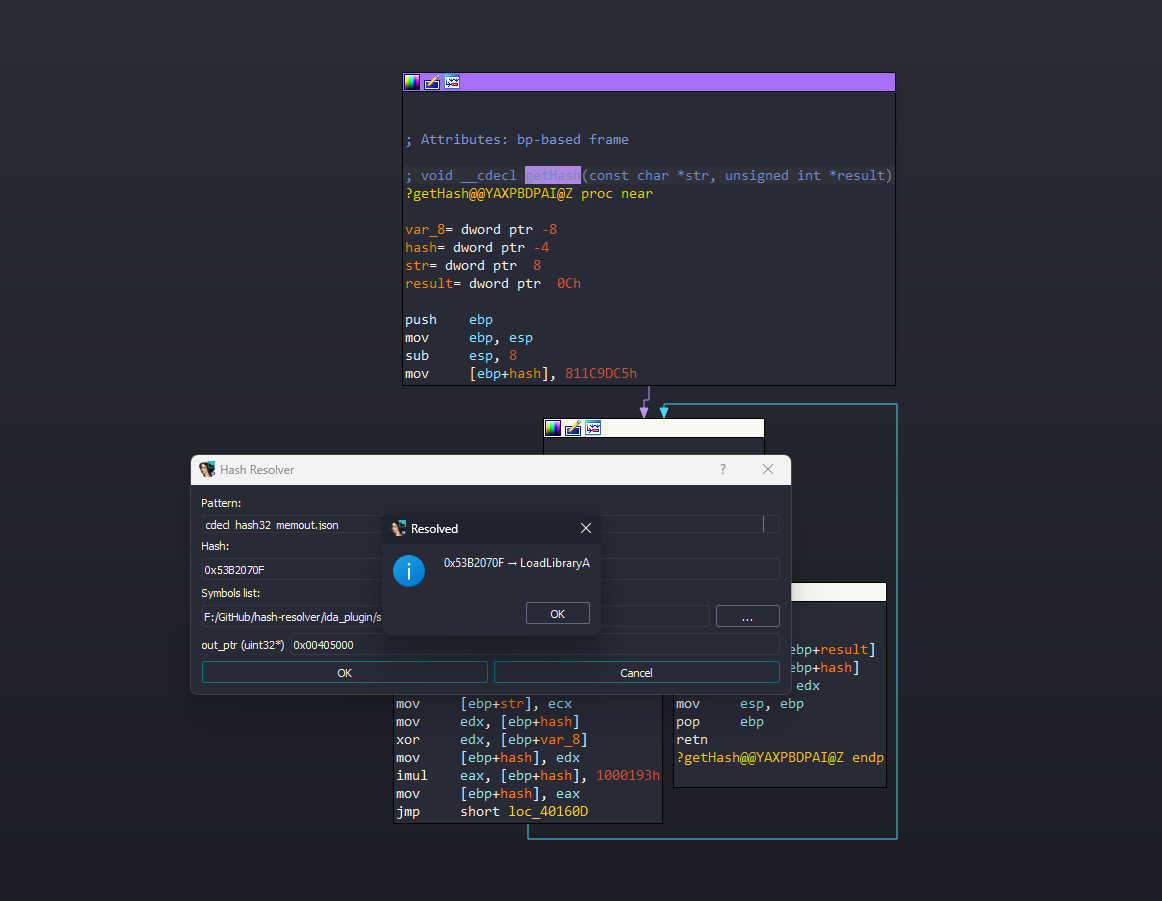 ; Attributes: bp-based frame
; void __cdecl getHash(const char *str, unsigned int *result)
?getHash@@YAXPBDPAI@Z proc near
var_8= dword ptr -8
hash= dword ptr -4
str= dword ptr  8
result= dword ptr  0Ch
push    ebp
mov     ebp, esp
sub     esp, 8
mov     [ebp+hash], 811C9DC5h
Hash Resolver
?
Pattern:
cdecl_hash32_memout.json
Hash:
0x53B2070F
Symbols list:
F:/GitHub/hash-resolver/ida_plugin/s
...
out_ptr (uint32*)
0x00405000
OK
Cancel
Resolved
i
0x53B2070F → LoadLibraryA
OK
ebp+result]
ebp+hash]
edx
mov     esp, ebp
pop     ebp
retn
?getHash@@YAXPBDPAI@Z endp
mov     [ebp+str], ecx
mov     edx, [ebp+hash]
xor     edx, [ebp+var_8]
mov     [ebp+hash], edx
imul    eax, [ebp+hash], 1000193h
mov     [ebp+hash], eax
jmp     short loc_40160D